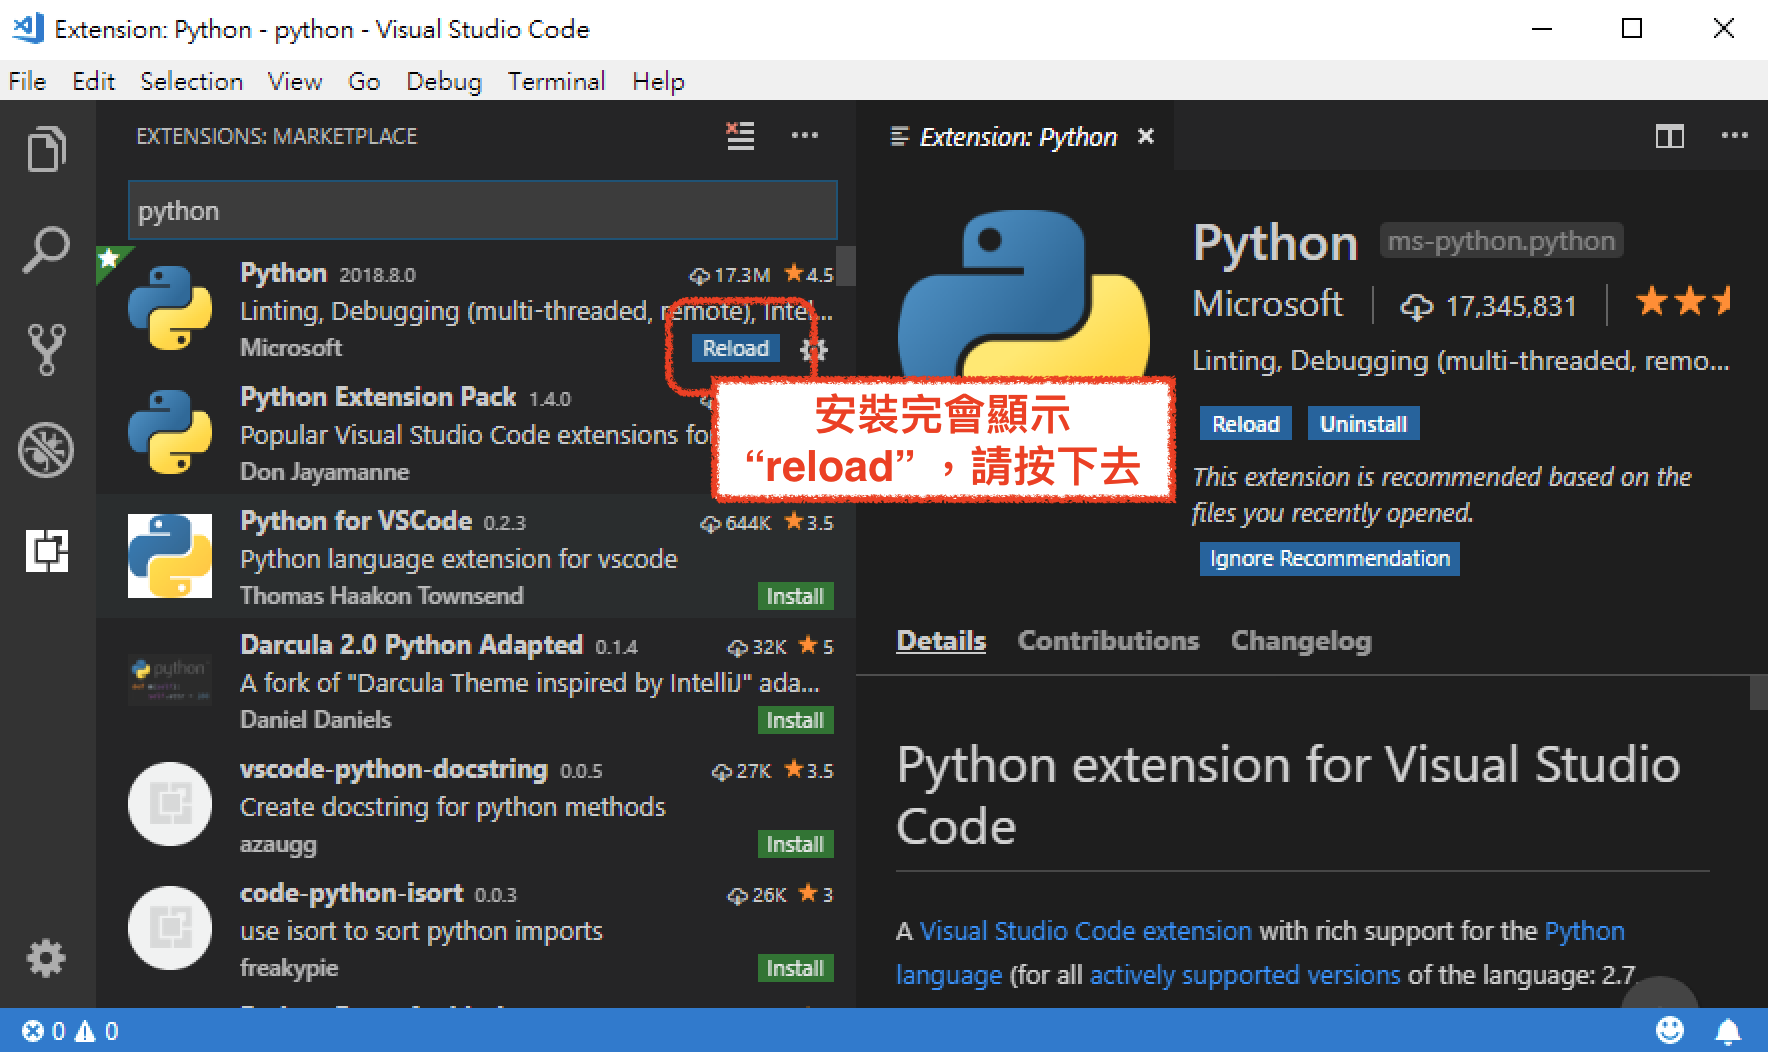 Extension: Python - python - Visual Studio Code
File Edit Selection View Go Debug Terminal Help
EXTENSIONS: MARKETPLACE
python
Python 2018.8.0 17.3M 4.5
Linting, Debugging (multi-threaded, remote), Intel...
Microsoft Reload
Python Extension Pack 1.4.0
Popular Visual Studio Code extensions for
Don Jayamanne
Python for VSCode 0.2.3 644K 3.5
Python language extension for vscode
Thomas Haakon Townsend Install
Darcula 2.0 Python Adapted 0.1.4 32K 5
A fork of "Darcula Theme inspired by IntelliJ" ada...
Daniel Daniels Install
python
vscode-python-docstring 0.0.5 27K 3.5
Create docstring for python methods
azaugg Install
code-python-isort 0.0.3 26K 3
use isort to sort python imports
freakypie Install
安裝完會顯示
“reload”，請按下去
Extension: Python
Python ms-python.python
Microsoft 17,345,831
Linting, Debugging (multi-threaded, remo...
Reload Uninstall
This extension is recommended based on the
files you recently opened.
Ignore Recommendation
Details Contributions Changelog
Python extension for Visual Studio
Code
A Visual Studio Code extension with rich support for the Python
language (for all actively supported versions of the language: 2.7,
0 0